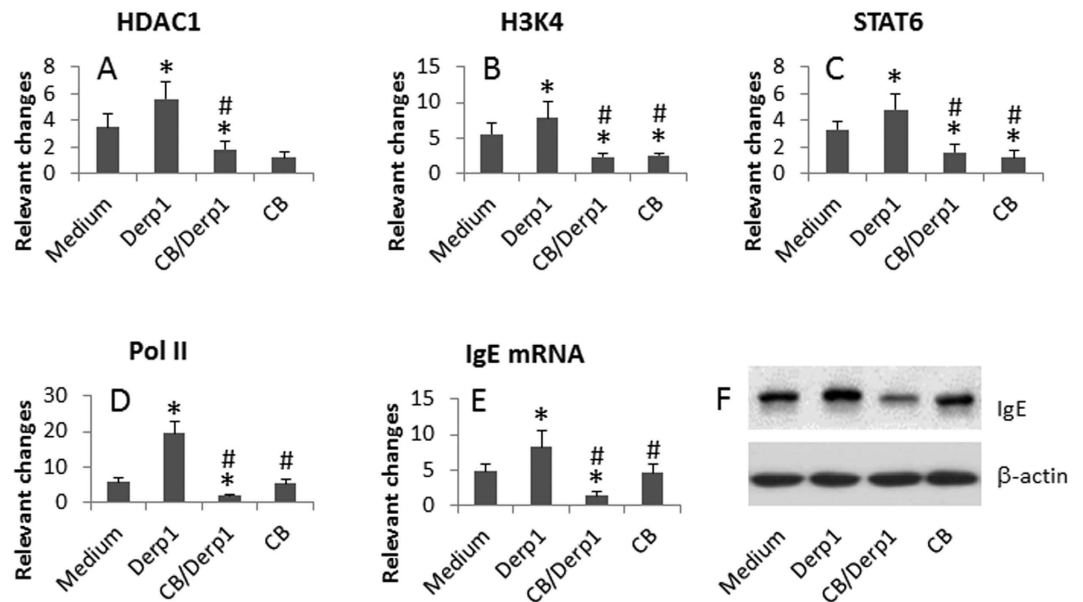 HDAC1
A
Relevant changes
8
6
4
2
0
*
#
*
Medium
Derp1
CB/Derp1
CB
H3K4
B
Relevant changes
15
10
5
0
*
#
*
#
*
Medium
Derp1
CB/Derp1
CB
STAT6
C
Relevant changes
8
6
4
2
0
*
#
*
#
*
Medium
Derp1
CB/Derp1
CB
Pol II
D
Relevant changes
30
20
10
0
*
#
*
#
Medium
Derp1
CB/Derp1
CB
IgE mRNA
E
Relevant changes
15
10
5
0
*
#
*
#
Medium
Derp1
CB/Derp1
CB
F
IgE
β-actin
Medium
Derp1
CB/Derp1
CB